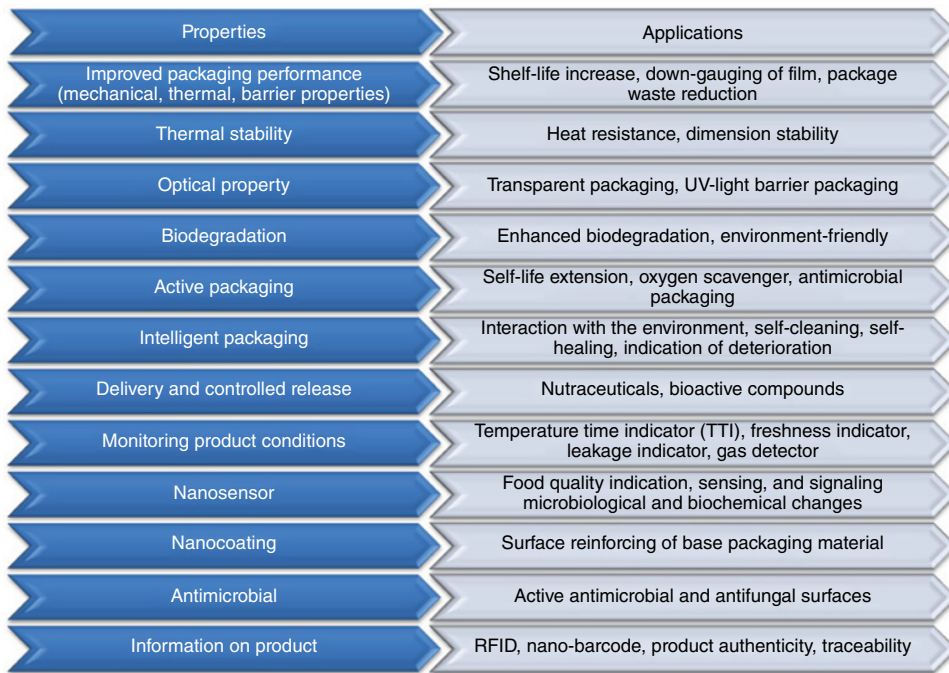 Properties
Applications
Improved packaging performance
(mechanical, thermal, barrier properties)
Shelf-life increase, down-gauging of film, package
waste reduction
Thermal stability
Heat resistance, dimension stability
Optical property
Transparent packaging, UV-light barrier packaging
Biodegradation
Enhanced biodegradation, environment-friendly
Active packaging
Self-life extension, oxygen scavenger, antimicrobial
packaging
Intelligent packaging
Interaction with the environment, self-cleaning, self-
healing, indication of deterioration
Delivery and controlled release
Nutraceuticals, bioactive compounds
Monitoring product conditions
Temperature time indicator (TTI), freshness indicator,
leakage indicator, gas detector
Nanosensor
Food quality indication, sensing, and signaling
microbiological and biochemical changes
Nanocoating
Surface reinforcing of base packaging material
Antimicrobial
Active antimicrobial and antifungal surfaces
Information on product
RFID, nano-barcode, product authenticity, traceability